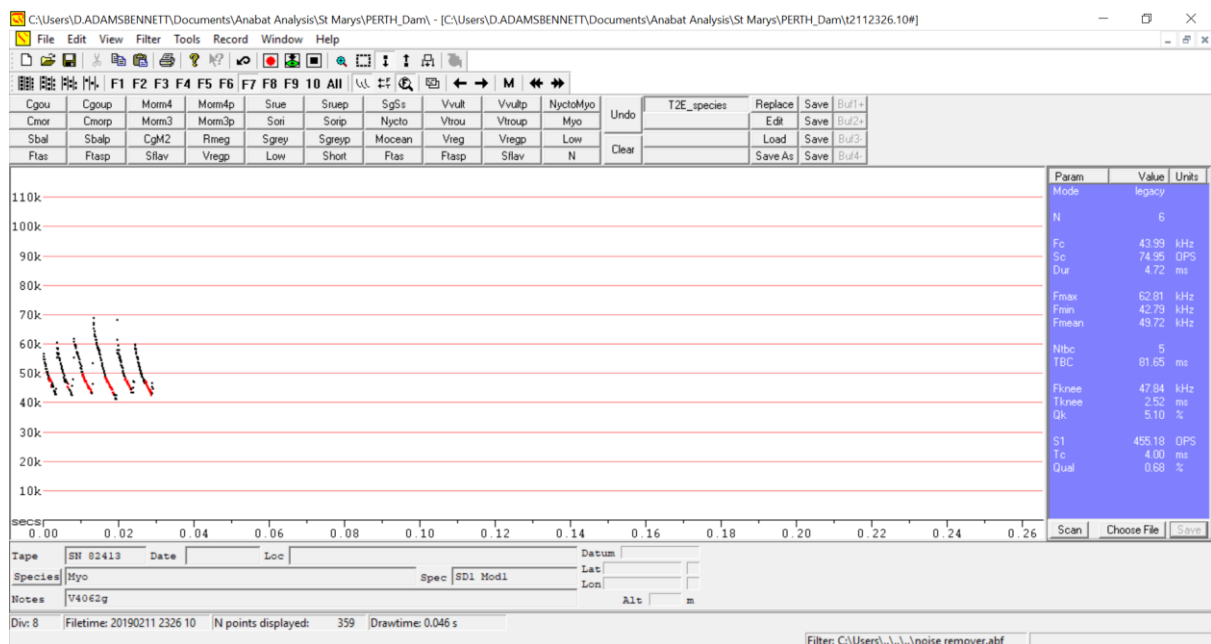 C:\Users\D.ADAMSBENNETT\Documents\Anabat Analysis\St Marys\PERTH_Dam\ - [C:\Users\D.ADAMSBENNETT\Documents\Anabat Analysis\St Marys\PERTH_Dam\t2112326.10#]
File Edit View Filter Tools Record Window Help
F1 F2 F3 F4 F5 F6 F7 F8 F9 10 All M
Cgou Cgoup Morm4 Morm4p Srue Sruep SgSs Vvult Vvultp NyctoMyo Undo T2E_species Replace Save Buf1+
Cmor Cmorp Morm3 Morm3p Sori Sorip Nycto Vtrou Vtroup Myo Edit Save Buf2+
Sbal Sbalp CgM2 Rmeg Sgrey Sgreyp Mocean Vreg Vregp Low Clear Load Save Buf3-
Ftas Ftasp Sflav Vregp Low Short Ftas Ftasp Sflav N Save As Save Buf4-
Param Value Units
Mode legacy
N 6
Fc 43.99 kHz
Sc 74.95 OPS
Dur 4.72 ms
Fmax 62.81 kHz
Fmin 42.79 kHz
Fmean 49.72 kHz
Ntbc 5
TBC 81.65 ms
Fknee 47.84 kHz
Tknee 2.52 ms
Qk 5.10 %
S1 455.18 OPS
Tc 4.00 ms
Qual 0.68 %
110k
100k
90k
80k
70k
60k
50k
40k
30k
20k
10k
secs
0.00 0.02 0.04 0.06 0.08 0.10 0.12 0.14 0.16 0.18 0.20 0.22 0.24 0.26
Scan Choose File Save
Tape SN 82413 Date Loc Datum
Species Myo Spec SD1 Mod1 Lat
Lon
Notes V4062g Alt m
Div: 8 Filetime: 20190211 2326 10 N points displayed: 359 Drawtime: 0.046 s
Filter: C:\Users\..\..\..\noise remover.abf